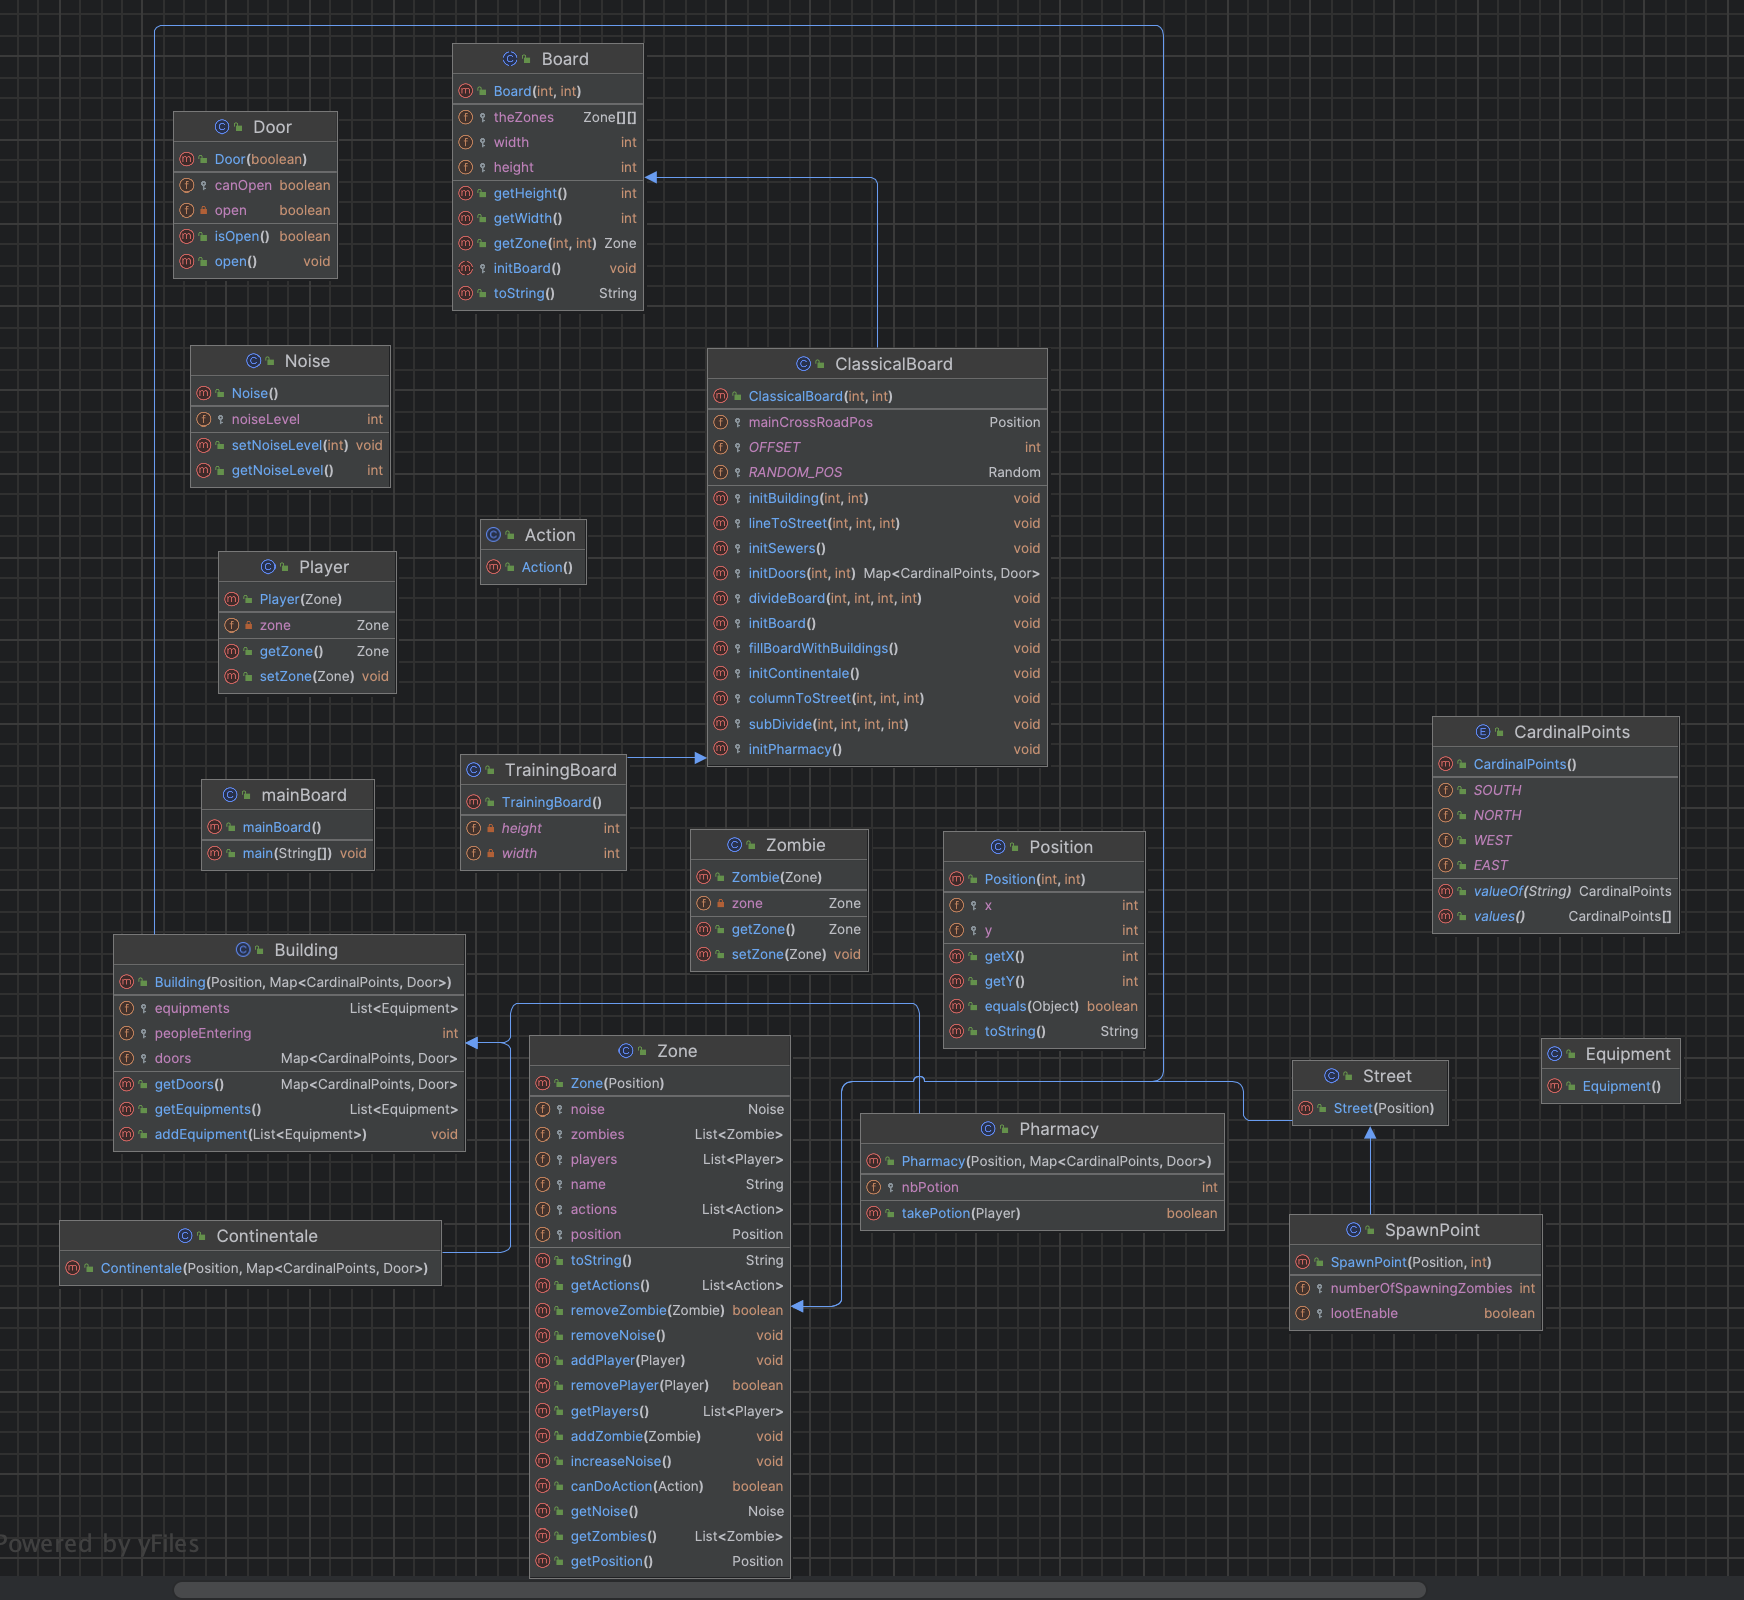 Board
Board(int, int)
theZones Zone[][]
width int
height int
getHeight() int
getWidth() int
getZone(int, int) Zone
initBoard() void
toString() String
Door
Door(boolean)
canOpen boolean
open boolean
isOpen() boolean
open() void
Noise
Noise()
noiseLevel int
setNoiseLevel(int) void
getNoiseLevel() int
ClassicalBoard
ClassicalBoard(int, int)
mainCrossRoadPos Position
OFFSET int
RANDOM_POS Random
initBuilding(int, int) void
lineToStreet(int, int, int) void
initSewers() void
initDoors(int, int) Map<CardinalPoints, Door>
divideBoard(int, int, int, int) void
initBoard() void
fillBoardWithBuildings() void
initContinentale() void
columnToStreet(int, int, int) void
subDivide(int, int, int, int) void
initPharmacy() void
Action
Action()
Player
Player(Zone)
zone Zone
getZone() Zone
setZone(Zone) void
CardinalPoints
CardinalPoints()
SOUTH
NORTH
WEST
EAST
valueOf(String) CardinalPoints
values() CardinalPoints[]
TrainingBoard
TrainingBoard()
height int
width int
mainBoard
mainBoard()
main(String[]) void
Zombie
Zombie(Zone)
zone Zone
getZone() Zone
setZone(Zone) void
Position
Position(int, int)
x int
y int
getX() int
getY() int
equals(Object) boolean
toString() String
Building
Building(Position, Map<CardinalPoints, Door>)
equipments List<Equipment>
peopleEntering int
doors Map<CardinalPoints, Door>
getDoors() Map<CardinalPoints, Door>
getEquipments() List<Equipment>
addEquipment(List<Equipment>) void
Zone
Zone(Position)
noise Noise
zombies List<Zombie>
players List<Player>
name String
actions List<Action>
position Position
toString() String
getActions() List<Action>
removeZombie(Zombie) boolean
removeNoise() void
addPlayer(Player) void
removePlayer(Player) boolean
getPlayers() List<Player>
addZombie(Zombie) void
increaseNoise() void
canDoAction(Action) boolean
getNoise() Noise
getZombies() List<Zombie>
getPosition() Position
Equipment
Equipment()
Street
Street(Position)
Pharmacy
Pharmacy(Position, Map<CardinalPoints, Door>)
nbPotion int
takePotion(Player) boolean
SpawnPoint
SpawnPoint(Position, int)
numberOfSpawningZombies int
lootEnable boolean
Continentale
Continentale(Position, Map<CardinalPoints, Door>)
Powered by yFiles